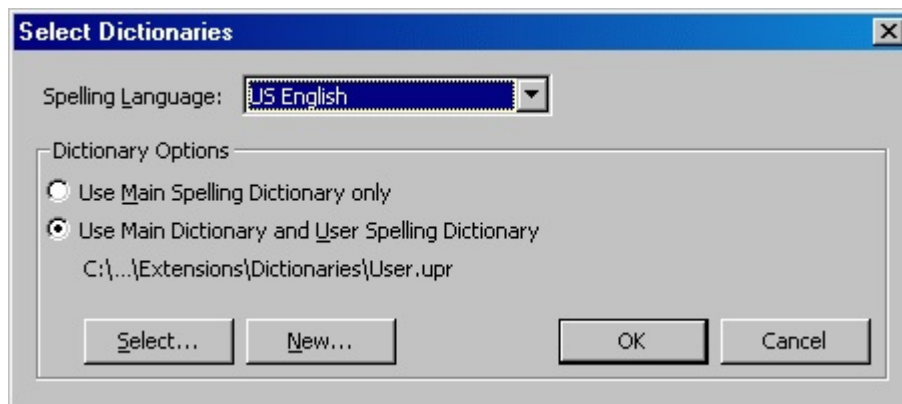 Select Dictionaries
Spelling Language: US English
Dictionary Options
Use Main Spelling Dictionary only
Use Main Dictionary and User Spelling Dictionary
C:\...\Extensions\Dictionaries\User.upr
Select... New... OK Cancel